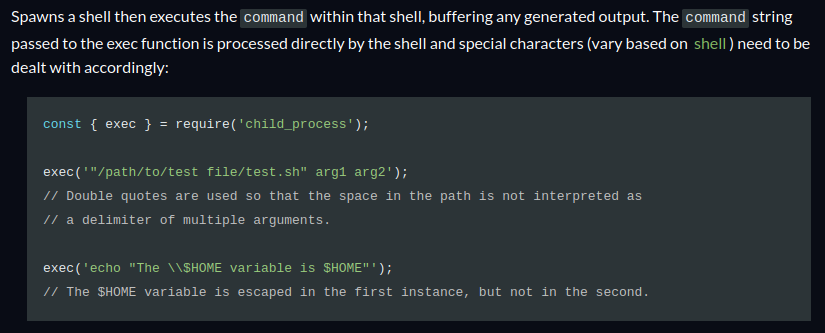 Spawns a shell then executes the command within that shell, buffering any generated output. The command string
passed to the exec function is processed directly by the shell and special characters (vary based on shell) need to be
dealt with accordingly:
const { exec } = require('child_process');
exec('"/path/to/test file/test.sh" arg1 arg2');
// Double quotes are used so that the space in the path is not interpreted as
// a delimiter of multiple arguments.
exec('echo "The \\$HOME variable is $HOME"');
// The $HOME variable is escaped in the first instance, but not in the second.